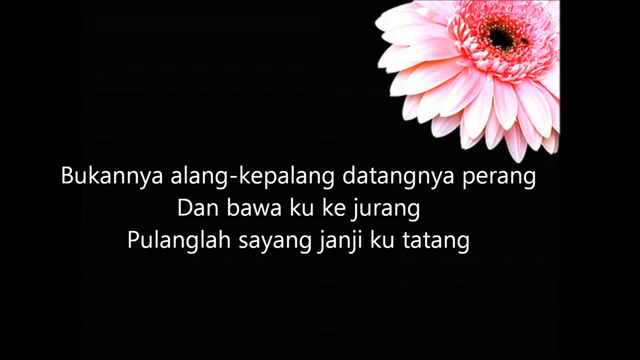 Bukannya alang-kepalang datangnya perang
Dan bawa ku ke jurang
Pulanglah sayang janji ku tatang